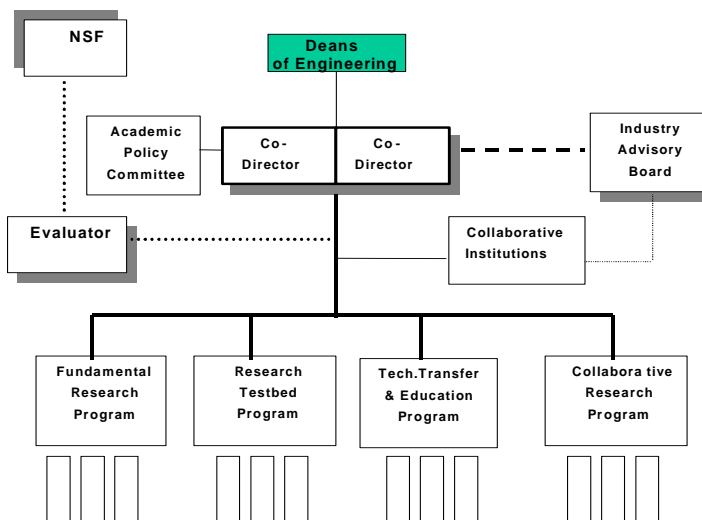 NSF
Deans
of Engineering
Academic
Policy
Committee
Co-
Director
Co-
Director
Industry
Advisory
Board
Evaluator
Collaborative
Institutions
Fundamental
Research
Program
Research
Testbed
Program
Tech.Transfer
& Education
Program
Collabora tive
Research
Program